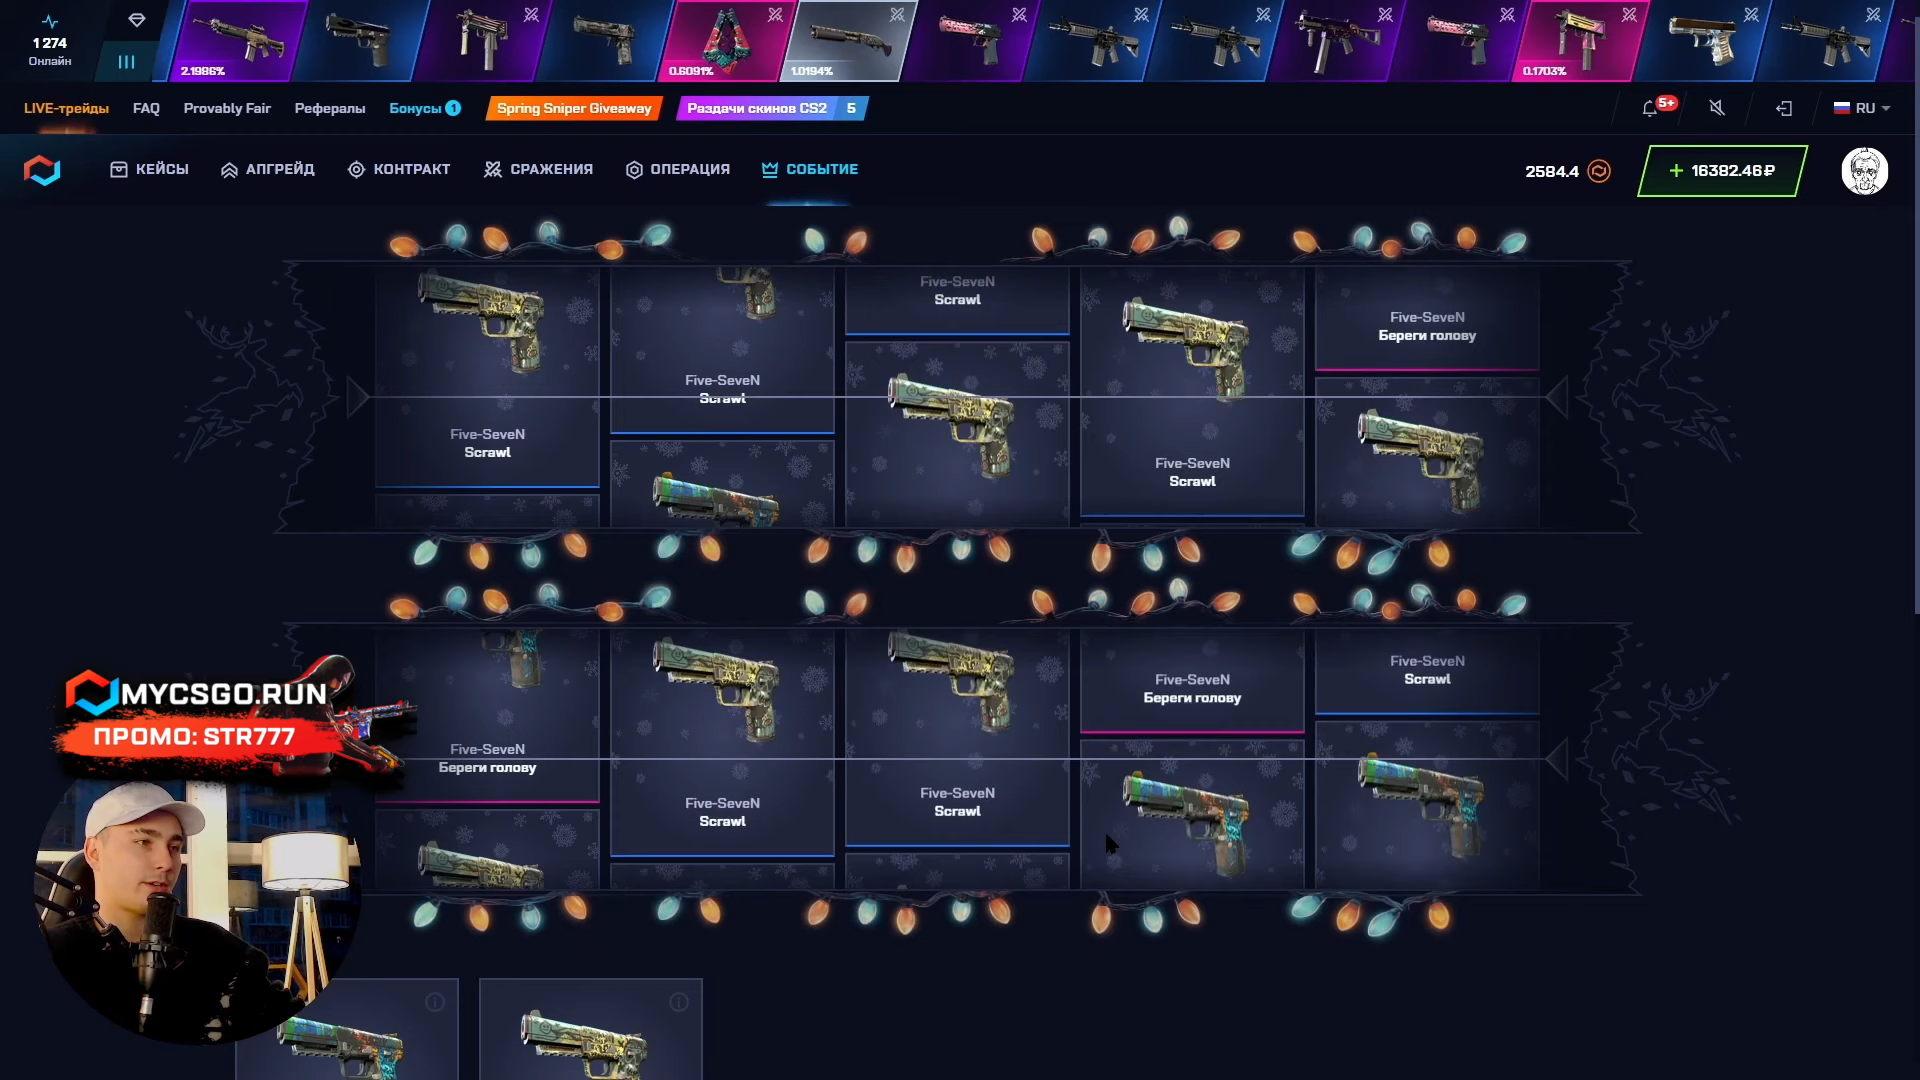 1 274
Онлайн
2.1986%
0.6091%
1.0194%
0.1703%
LIVE-трейды
FAQ
Provably Fair
Рефералы
Бонусы 1
Spring Sniper Giveaway
Раздачи скинов CS2 5
5+
RU
КЕЙСЫ
АПГРЕЙД
КОНТРАКТ
СРАЖЕНИЯ
ОПЕРАЦИЯ
СОБЫТИЕ
2584.4
+ 16382.46₽
Five-SeveN
Scrawl
Five-SeveN
Scrawl
Five-SeveN
Scrawl
Five-SeveN
Scrawl
Five-SeveN
Береги голову
Five-SeveN
Береги голову
Five-SeveN
Scrawl
Five-SeveN
Scrawl
Five-SeveN
Береги голову
Five-SeveN
Scrawl
MYCSGO.RUN
ПРОМО: STR777